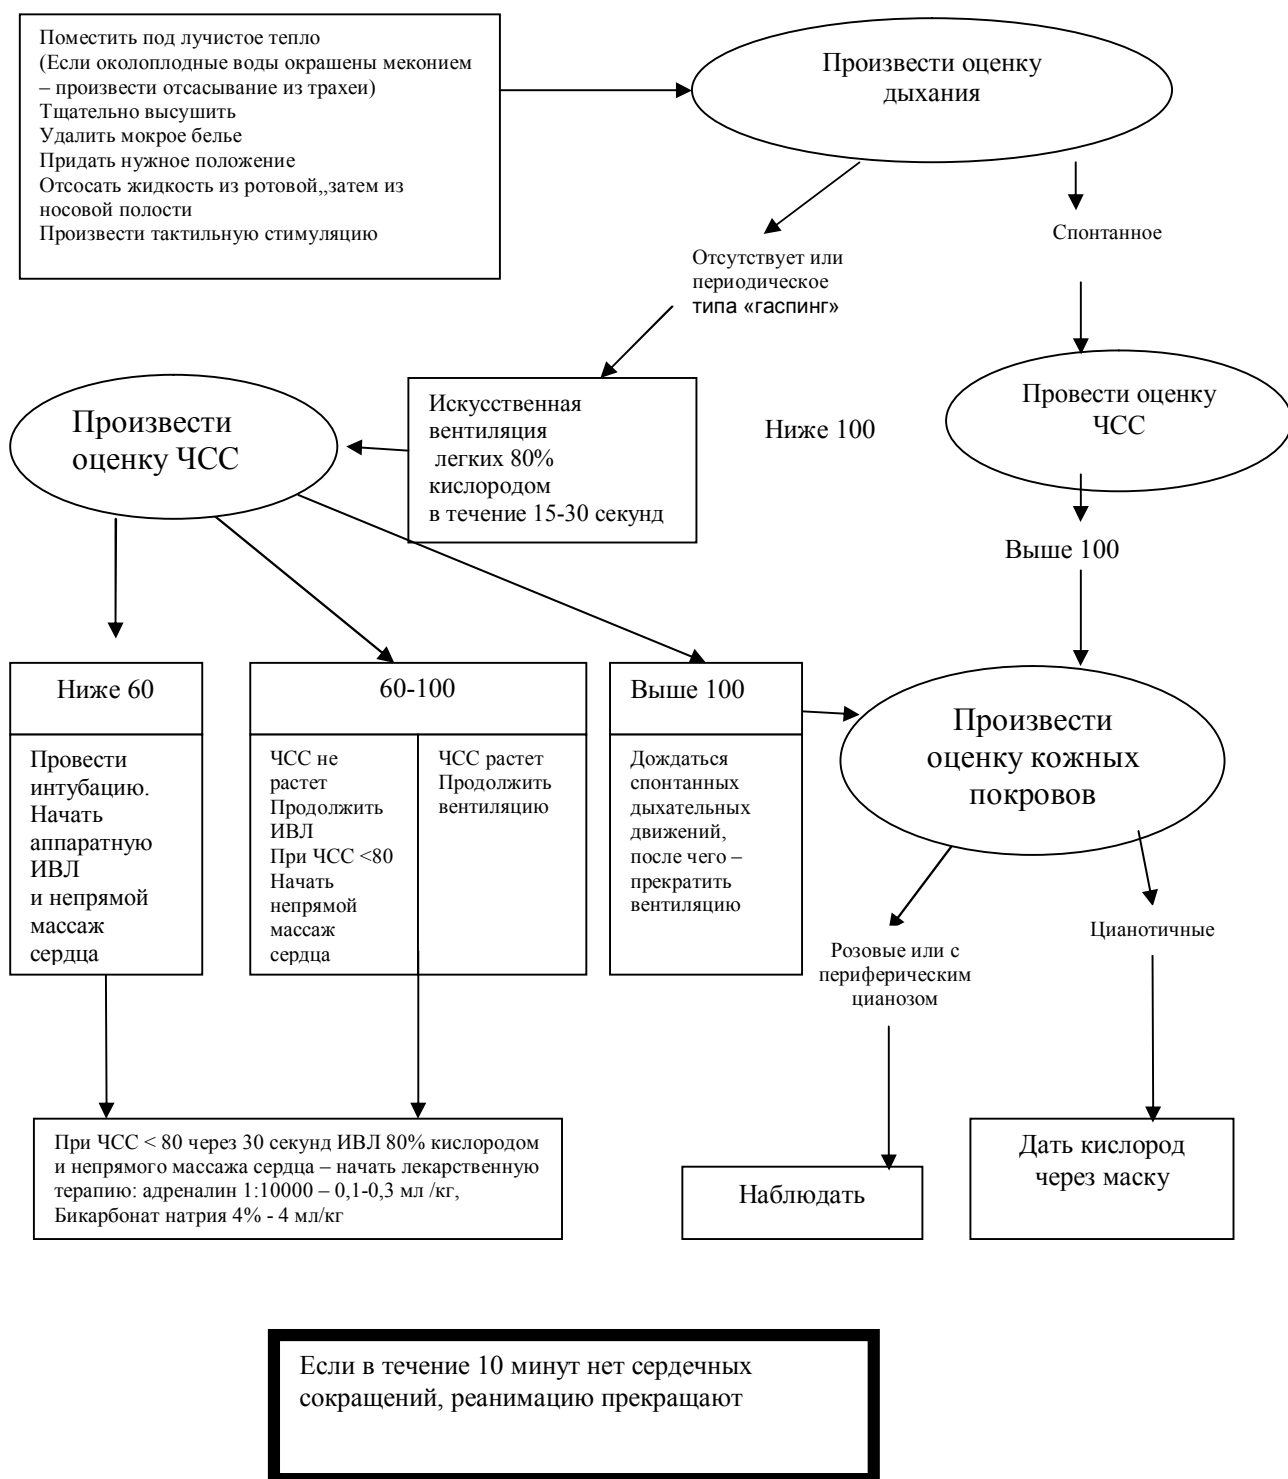 Поместить под лучистое тепло
(Если околоплодные воды окрашены меконием
– произвести отсасывание из трахеи)
Тщательно высушить
Удалить мокрое белье
Придать нужное положение
Отсосать жидкость из ротовой,,затем из
носовой полости
Произвести тактильную стимуляцию
Произвести оценку
дыхания
Отсутствует или
периодическое
типа «гаспинг»
Спонтанное
Произвести
оценку ЧСС
Искусственная
вентиляция
легких 80%
кислородом
в течение 15-30 секунд
Ниже 100
Провести оценку
ЧСС
Выше 100
Ниже 60
Провести
интубацию.
Начать
аппаратную
ИВЛ
и непрямой
массаж
сердца
60-100
ЧСС не
растет
Продолжить
ИВЛ
При ЧСС <80
Начать
непрямой
массаж
сердца
ЧСС растет
Продолжить
вентиляцию
Выше 100
Дождаться
спонтанных
дыхательных
движений,
после чего –
прекратить
вентиляцию
Произвести
оценку кожных
покровов
Розовые или с
периферическим
цианозом
Цианотичные
При ЧСС < 80 через 30 секунд ИВЛ 80% кислородом
и непрямого массажа сердца – начать лекарственную
терапию: адреналин 1:10000 – 0,1-0,3 мл /кг,
Бикарбонат натрия 4% - 4 мл/кг
Наблюдать
Дать кислород
через маску
Если в течение 10 минут нет сердечных
сокращений, реанимацию прекращают